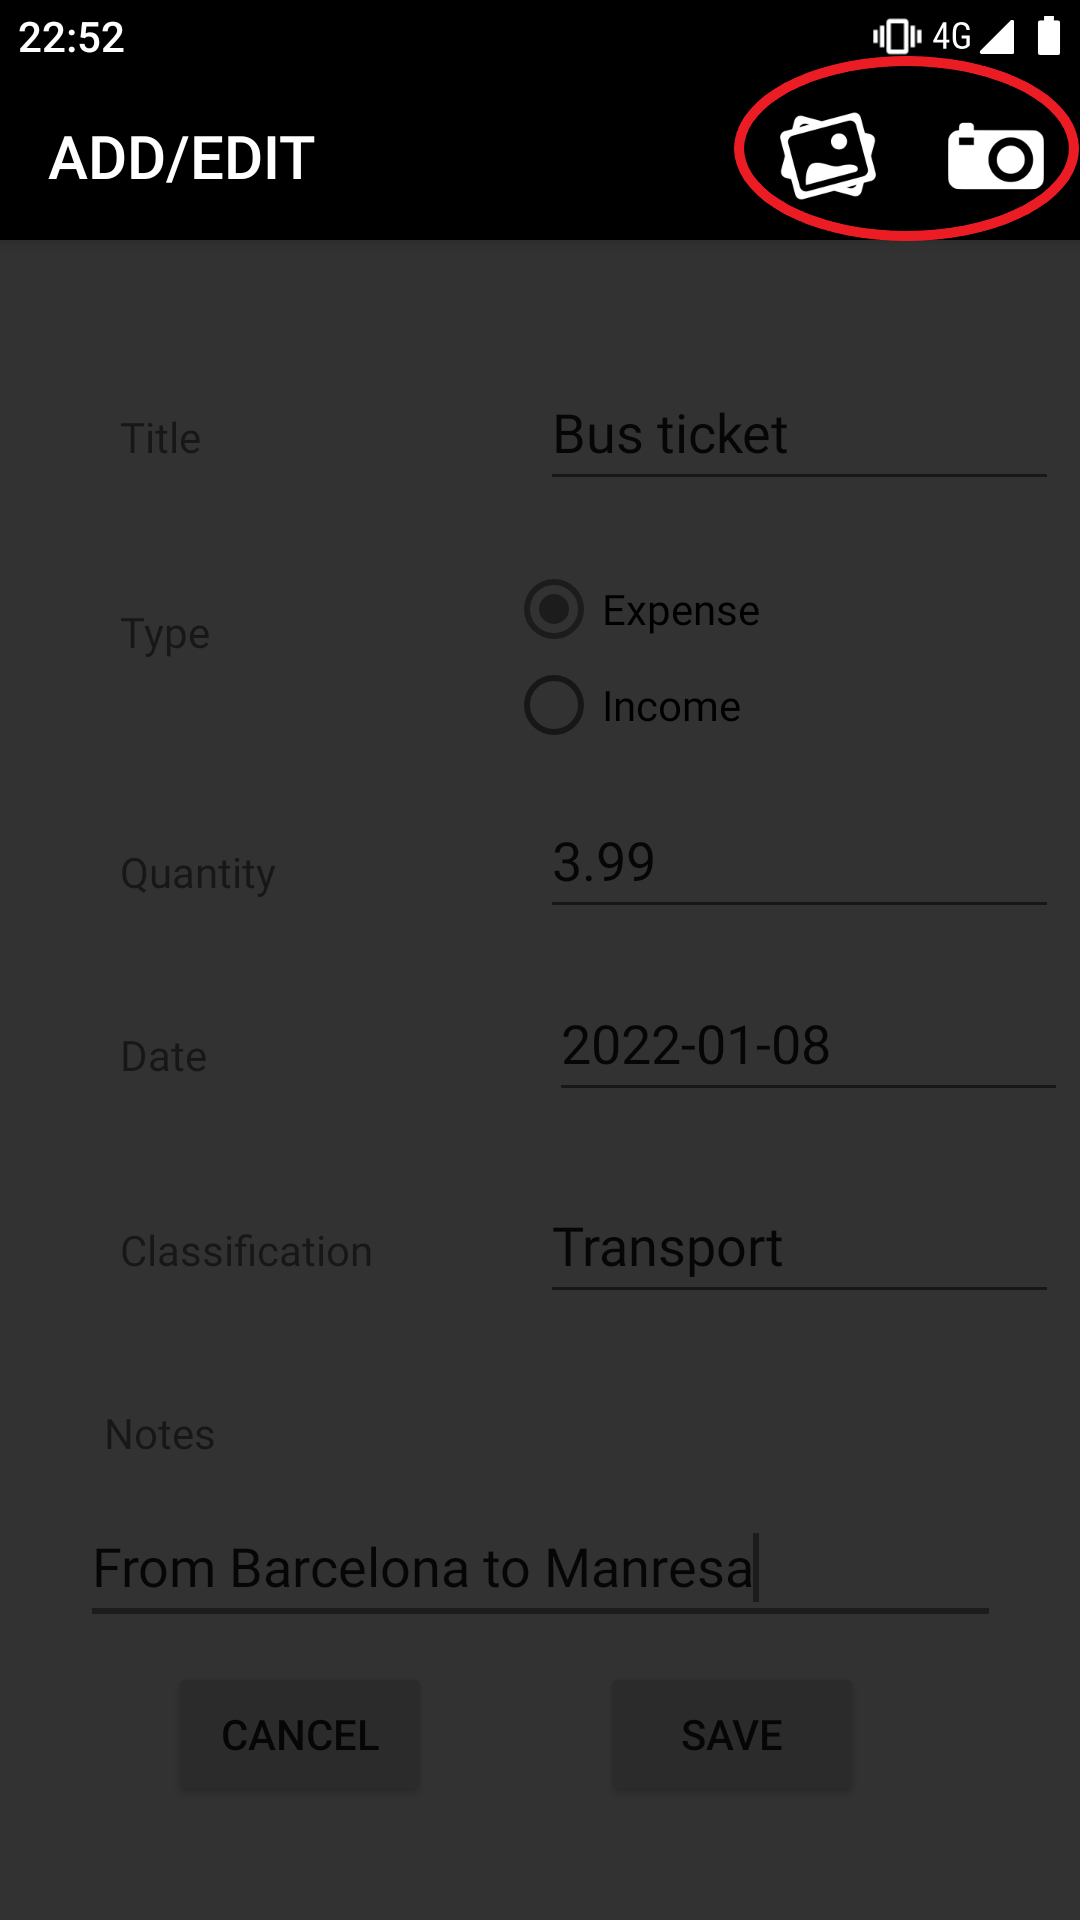 22:52 4G
ADD/EDIT
Title Bus ticket
Type Expense
Income
Quantity 3.99
Date 2022-01-08
Classification Transport
Notes
From Barcelona to Manresa
CANCEL SAVE